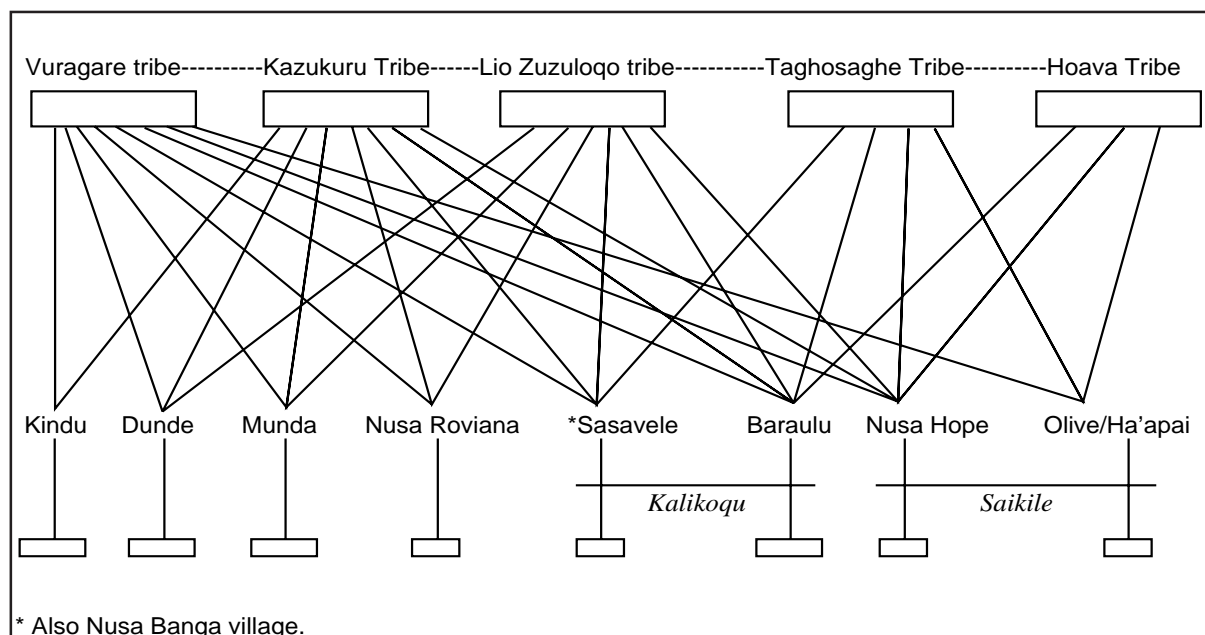 Vuragare tribe----------Kazukuru Tribe------Lio Zuzuloqo tribe-----------Taghosaghe Tribe----------Hoava Tribe
Kindu Dunde Munda Nusa Roviana *Sasavele Baraulu Nusa Hope Olive/Ha'apai
Kalikoqu Saikile
* Also Nusa Banga village.